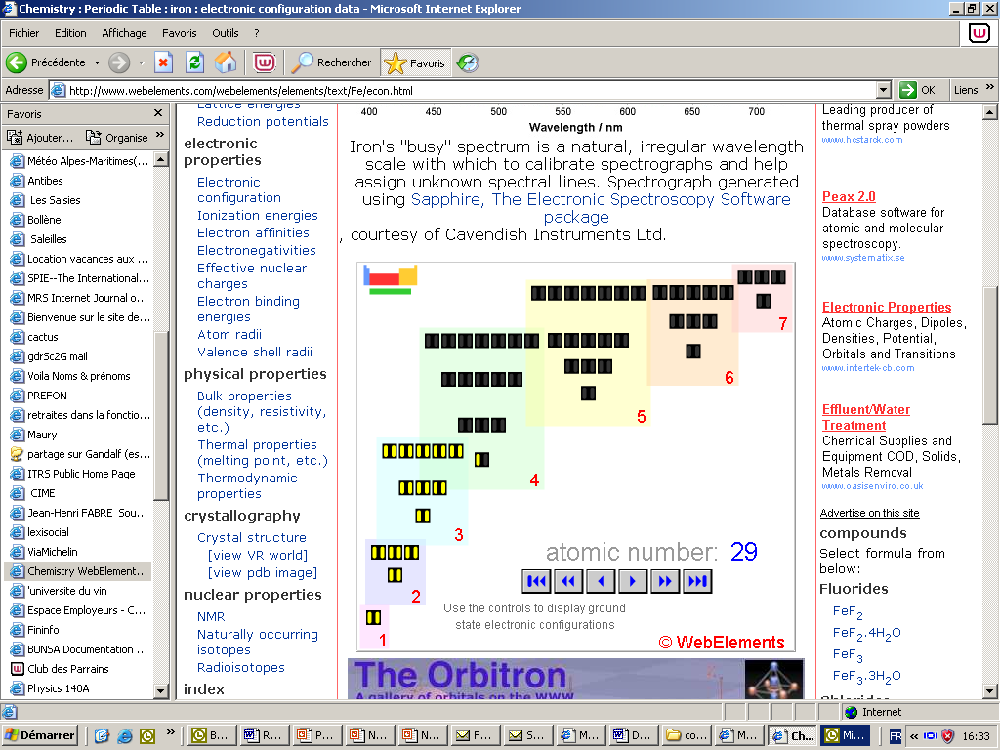 Chemistry : Periodic Table : iron : electronic configuration data - Microsoft Internet Explorer
Fichier Edition Affichage Favoris Outils ?
Précédente Rechercher Favoris
Adresse http://www.webelements.com/webelements/elements/text/Fe/econ.html OK Liens »
Favoris
Ajouter... Organise »
Météo Alpes-Maritimes(...
Antibes
Les Saisies
Bollène
Saleilles
Location vacances aux ...
SPIE--The International...
MRS Internet Journal o...
Bienvenue sur le site de...
cactus
gdrSc2G mail
Voila Noms & prénoms
PREFON
retraites dans la fonctio...
Maury
partage sur Gandalf (es...
ITRS Public Home Page
CIME
Jean-Henri FABRE Sou...
lexisocial
ViaMichelin
Chemistry WebElement...
'universite du vin
Espace Employeurs - C...
Fininfo
BUNSA Documentation ...
Club des Parrains
Physics 140A
Lattice energies
Reduction potentials
electronic
properties
Electronic
configuration
Ionization energies
Electron affinities
Electronegativities
Effective nuclear
charges
Electron binding
energies
Atom radii
Valence shell radii
physical properties
Bulk properties
(density, resistivity,
etc.)
Thermal properties
(melting point, etc.)
Thermodynamic
properties
crystallography
Crystal structure
[view VR world]
[view pdb image]
nuclear properties
NMR
Naturally occurring
isotopes
Radioisotopes
index
400 450 500 550 600 650 700
Wavelength / nm
Iron's "busy" spectrum is a natural, irregular wavelength
scale with which to calibrate spectrographs and help
assign unknown spectral lines. Spectrograph generated
using Sapphire, The Electronic Spectroscopy Software
package
, courtesy of Cavendish Instruments Ltd.
7
6
5
4
3
2
1
atomic number: 29
Use the controls to display ground
state electronic configurations
© WebElements
The Orbitron
A gallery of orbitals on the WWW
Leading producer of
thermal spray powders
www.hcstarck.com
Peax 2.0
Database software for
atomic and molecular
spectroscopy.
www.systematix.se
Electronic Properties
Atomic Charges, Dipoles,
Densities, Potential,
Orbitals and Transitions
www.intertek-cb.com
Effluent/Water
Treatment
Chemical Supplies and
Equipment COD, Solids,
Metals Removal
www.oasisenviro.co.uk
Advertise on this site
compounds
Select formula from
below:
Fluorides
FeF2
FeF2.4H2O
FeF3
FeF3.3H2O
Internet
Démarrer » B... R... P... N... N... F... S... M... D... co... M... Ch... Mi... FR « 16:33